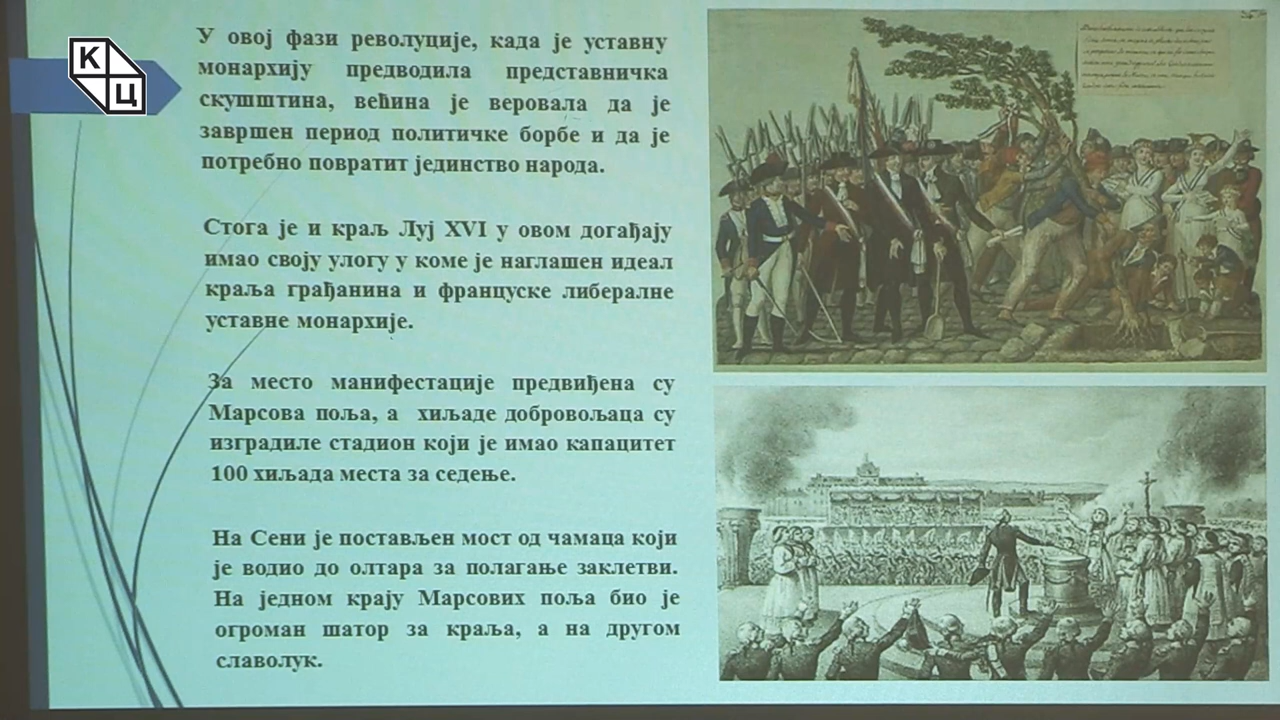 К
Ц
У овој фази револуције, када је уставну
монархију предводила представничка
скушштина, већина је веровала да је
завршен период политичке борбе и да је
потребно повратит јединство народа.
Стога је и краљ Луј XVI у овом догађају
имао своју улогу у коме је наглашен идеал
краља грађанина и француске либералне
уставне монархије.
За место манифестације предвиђена су
Марсова поља, а хиљаде добровољаца су
изградиле стадион који је имао капацитет
100 хиљада места за седење.
На Сени је постављен мост од чамаца који
је водио до олтара за полагање заклетви.
На једном крају Марсових поља био је
огроман шатор за краља, а на другом
славолук.